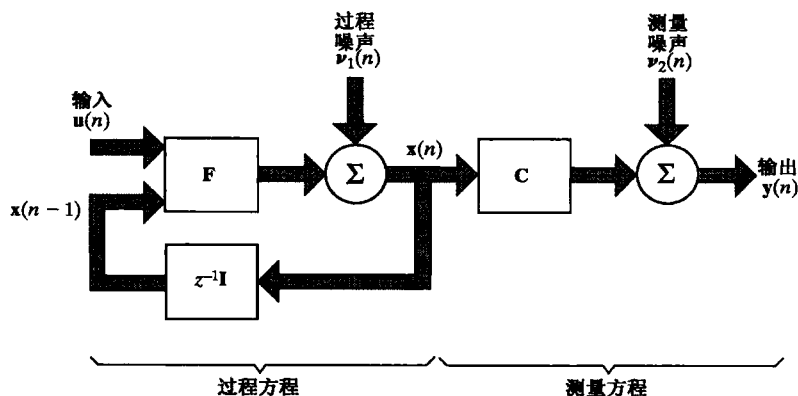 过程
噪声
ν₁(n)
测量
噪声
ν₂(n)
输入
u(n)
F
Σ
x(n)
C
Σ
输出
y(n)
x(n − 1)
z⁻¹I
过程方程
测量方程